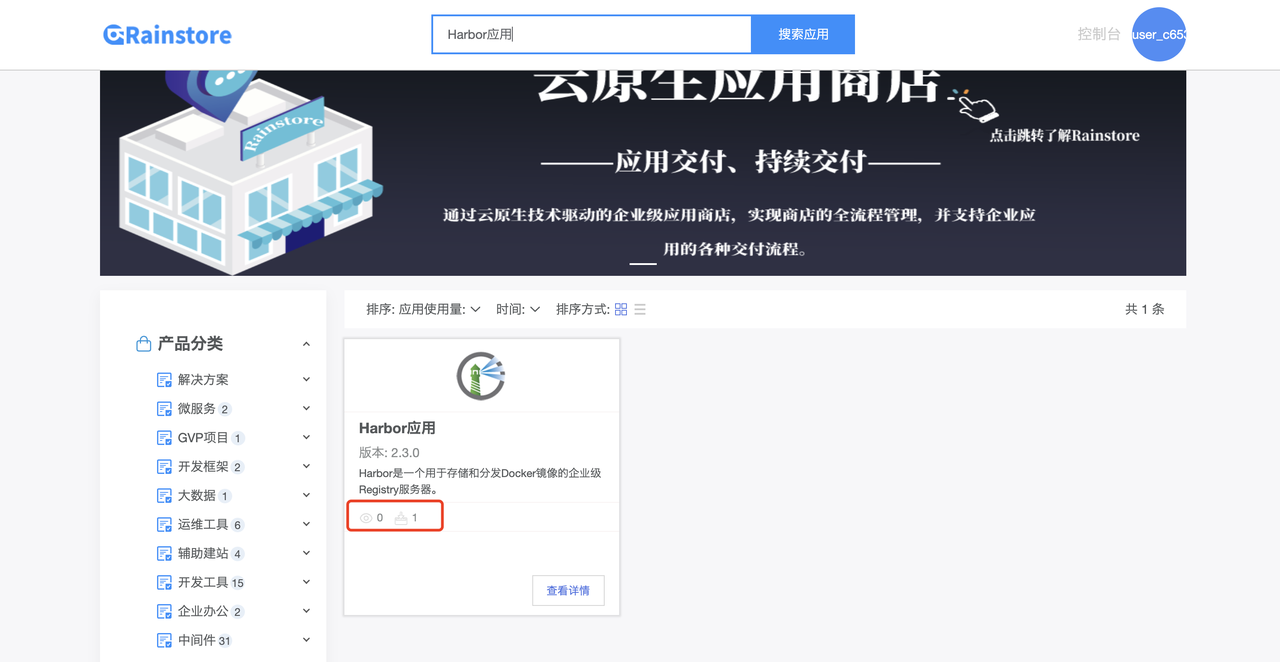 Rainstore
Harbor应用
搜索应用
控制台
user_c653
Rainstore
云原生应用商店
点击跳转了解Rainstore
——应用交付、持续交付——
通过云原生技术驱动的企业级应用商店，实现商店的全流程管理，并支持企业应
用的各种交付流程。
产品分类
解决方案
微服务 2
GVP项目 1
开发框架 2
大数据 1
运维工具 6
辅助建站 4
开发工具 15
企业办公 2
中间件 31
排序: 应用使用量: 时间: 排序方式:
共 1 条
Harbor应用
版本: 2.3.0
Harbor是一个用于存储和分发Docker镜像的企业级
Registry服务器。
0 1
查看详情